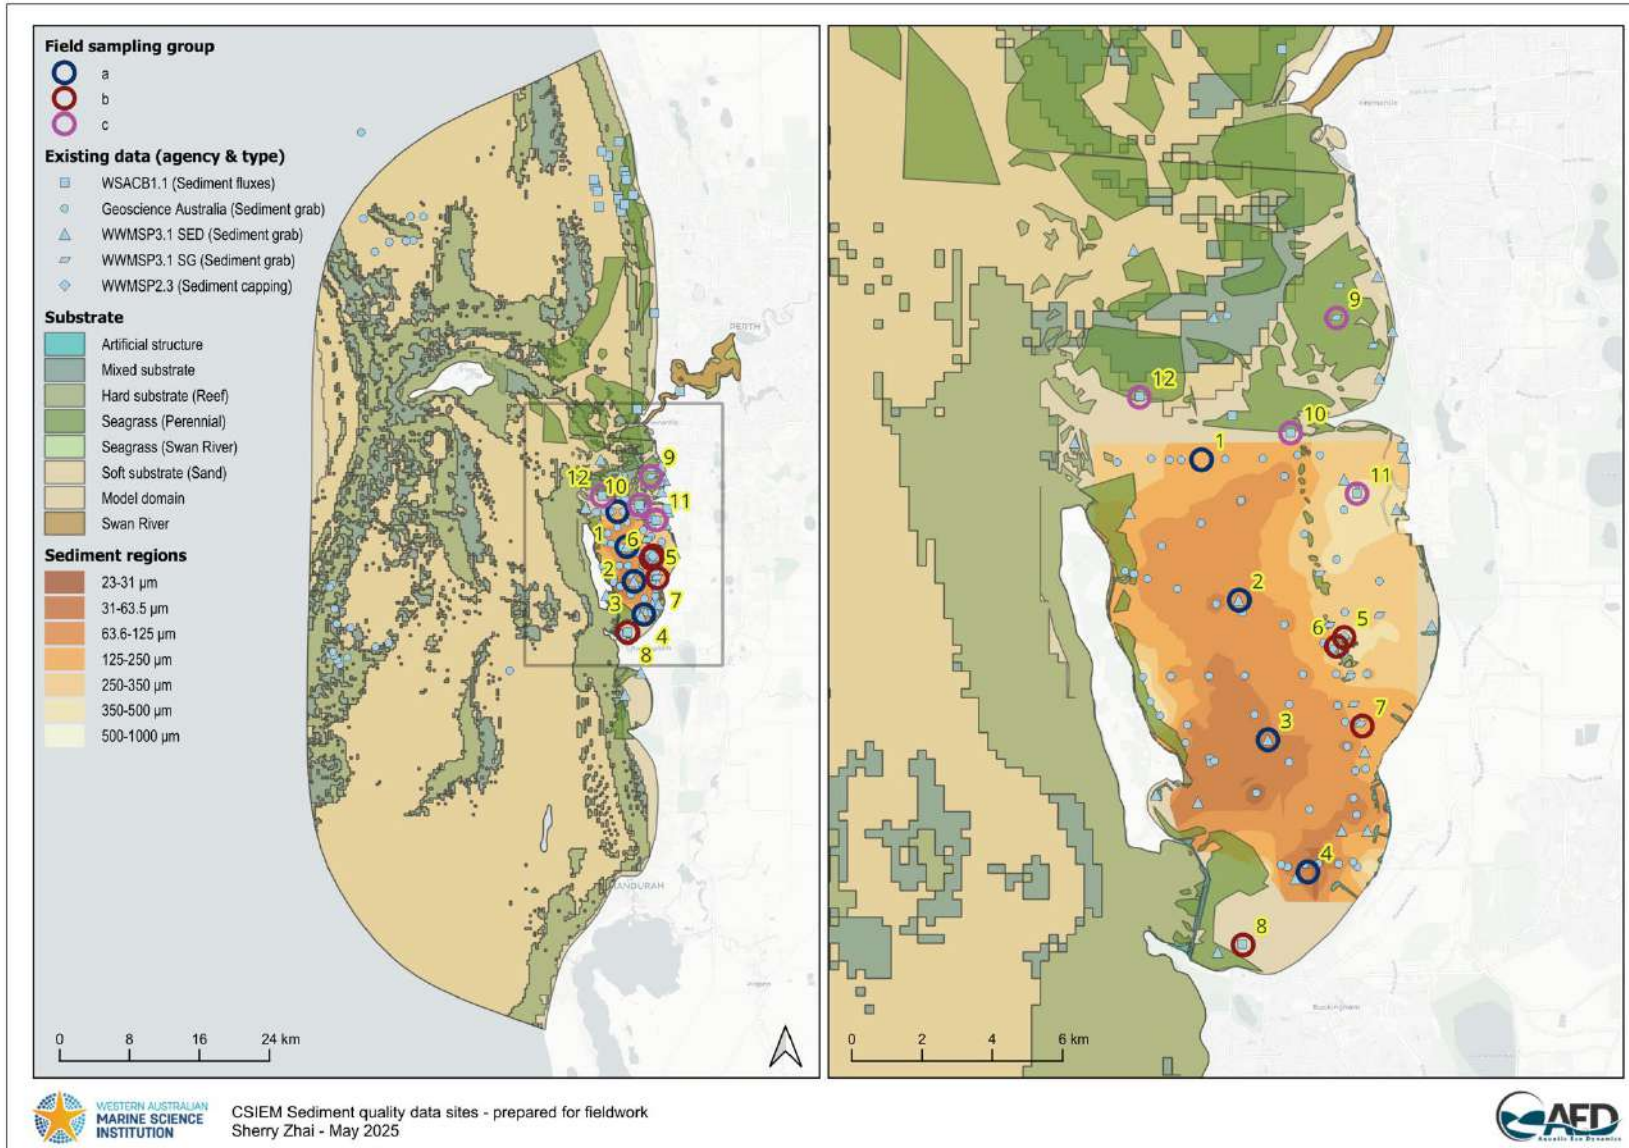 Field sampling group
a
b
c
Existing data (agency & type)
WSACB1.1 (Sediment fluxes)
Geoscience Australia (Sediment grab)
WWMSP3.1 SED (Sediment grab)
WWMSP3.1 SG (Sediment grab)
WWMSP2.3 (Sediment capping)
Substrate
Artificial structure
Mixed substrate
Hard substrate (Reef)
Seagrass (Perennial)
Seagrass (Swan River)
Soft substrate (Sand)
Model domain
Swan River
Sediment regions
23-31 µm
31-63.5 µm
63.6-125 µm
125-250 µm
250-350 µm
350-500 µm
500-1000 µm
PERTH
9
12
10
11
1
6
5
2
3
7
4
8
MANDURAH
0 8 16 24 km
9
12
10
1
11
2
5
6
7
3
4
8
Rockingham
0 2 4 6 km
WESTERN AUSTRALIAN
MARINE SCIENCE
INSTITUTION
CSIEM Sediment quality data sites - prepared for fieldwork
Sherry Zhai - May 2025
AED
Aquatic Eco Dynamics